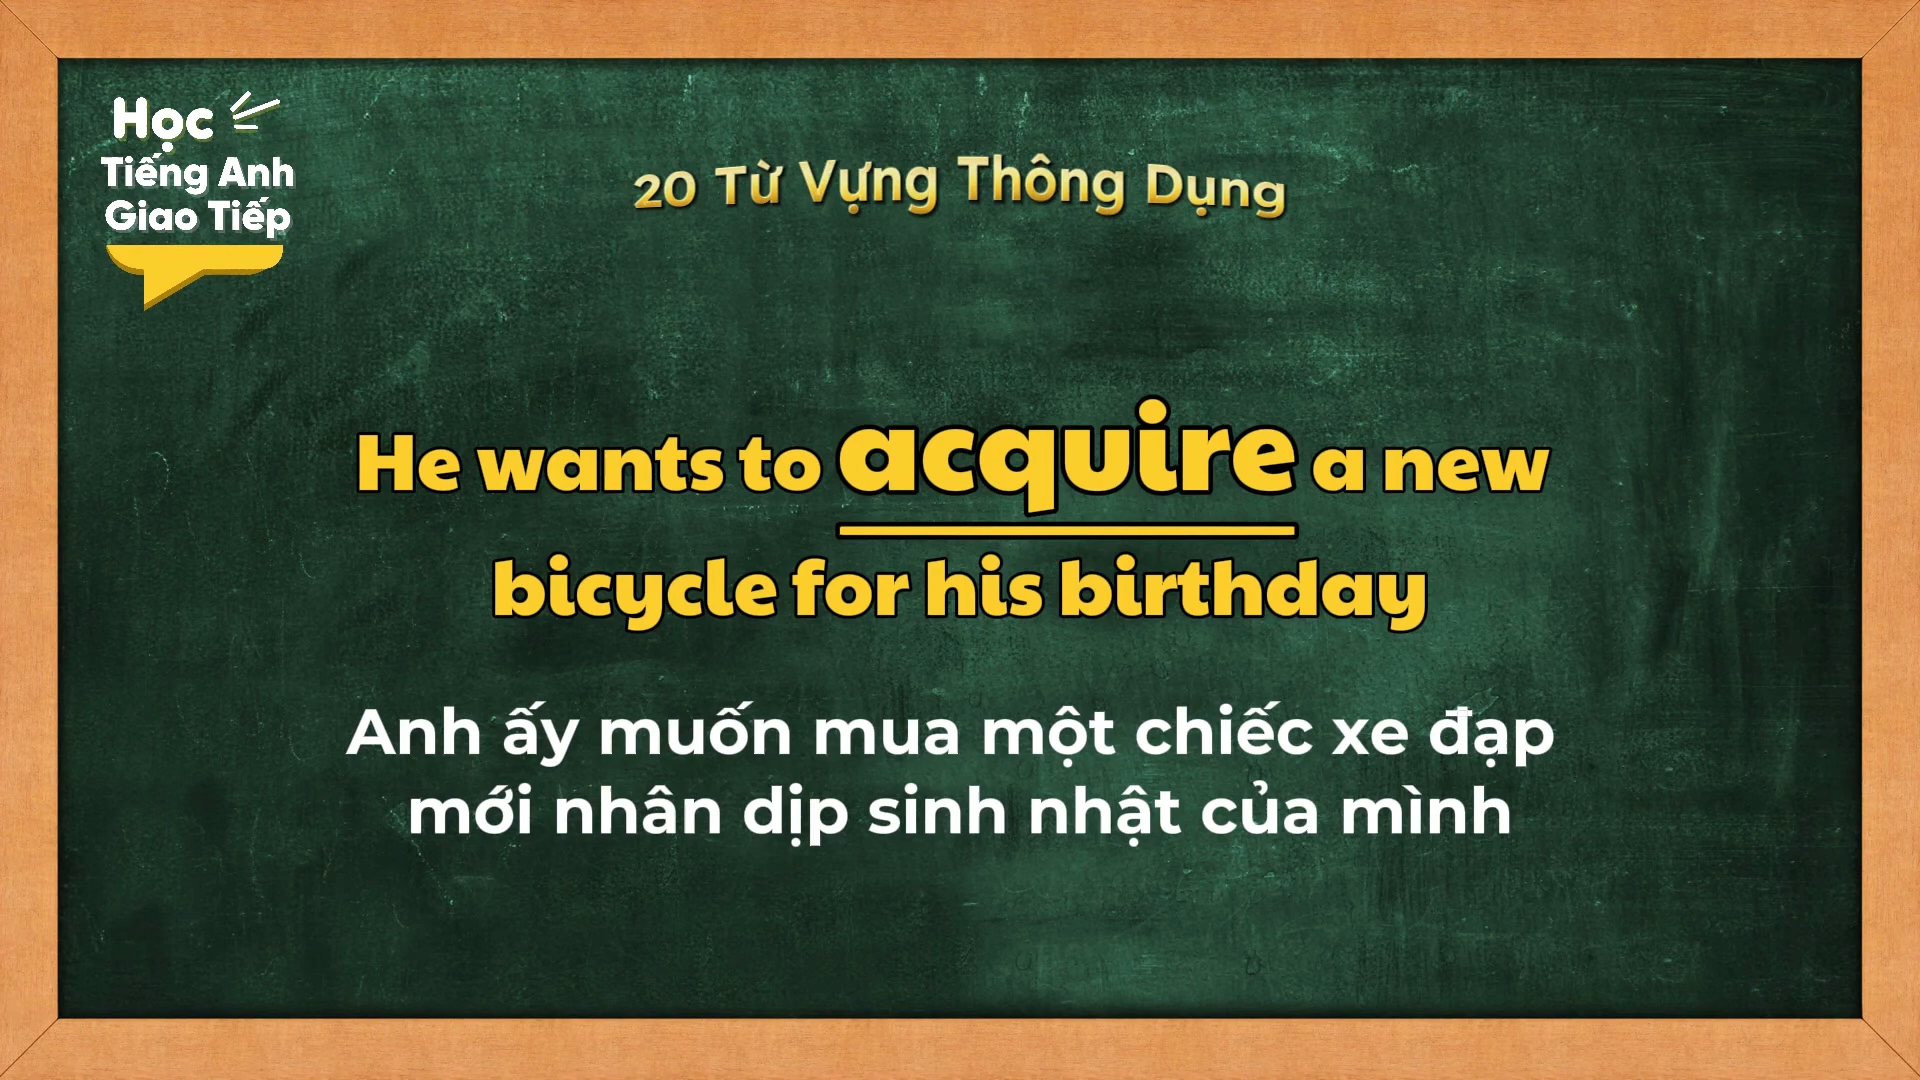 Học
Tiếng Anh
Giao Tiếp
20 Từ Vựng Thông Dụng
He wants to acquire a new
bicycle for his birthday
Anh ấy muốn mua một chiếc xe đạp
mới nhân dịp sinh nhật của mình